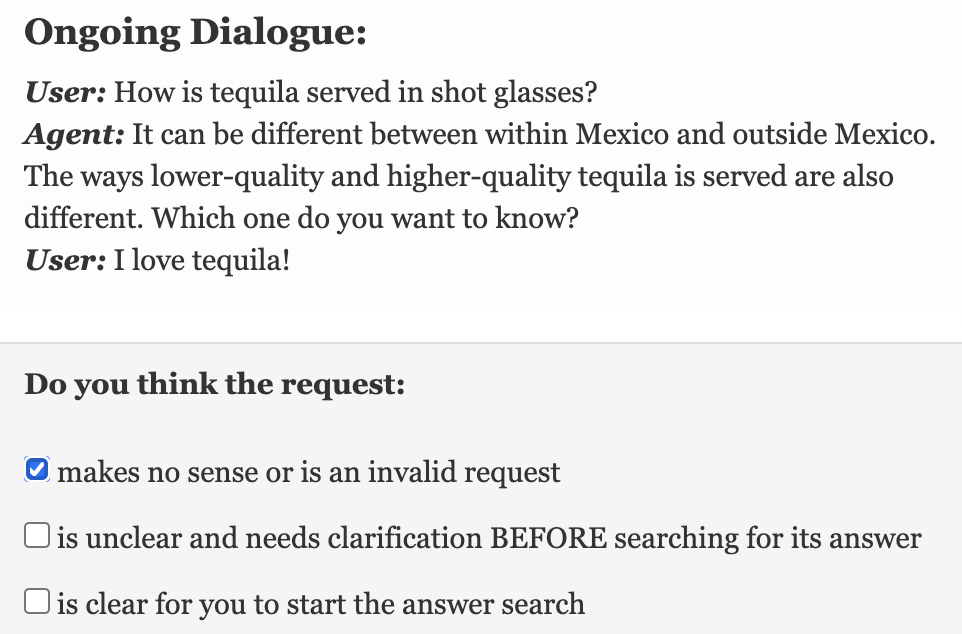 Ongoing Dialogue:
User: How is tequila served in shot glasses?
Agent: It can be different between within Mexico and outside Mexico.
The ways lower-quality and higher-quality tequila is served are also
different. Which one do you want to know?
User: I love tequila!
Do you think the request:
makes no sense or is an invalid request
is unclear and needs clarification BEFORE searching for its answer
is clear for you to start the answer search